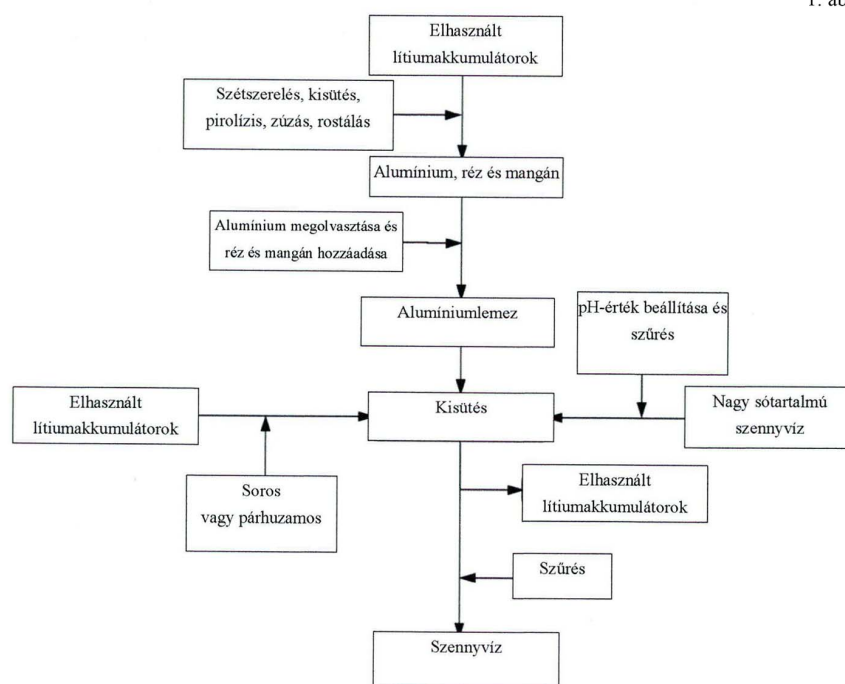 Elhasznált
lítiumakkumulátorok
Szétszerelés, kisütés,
pirolízis, zúzás, rostálás
Alumínium, réz és mangán
Alumínium megolvasztása és
réz és mangán hozzáadása
Alumíniumlemez
pH-érték beállítása és
szűrés
Elhasznált
lítiumakkumulátorok
Kisütés
Nagy sótartalmú
szennyvíz
Soros
vagy párhuzamos
Elhasznált
lítiumakkumulátorok
Szűrés
Szennyvíz